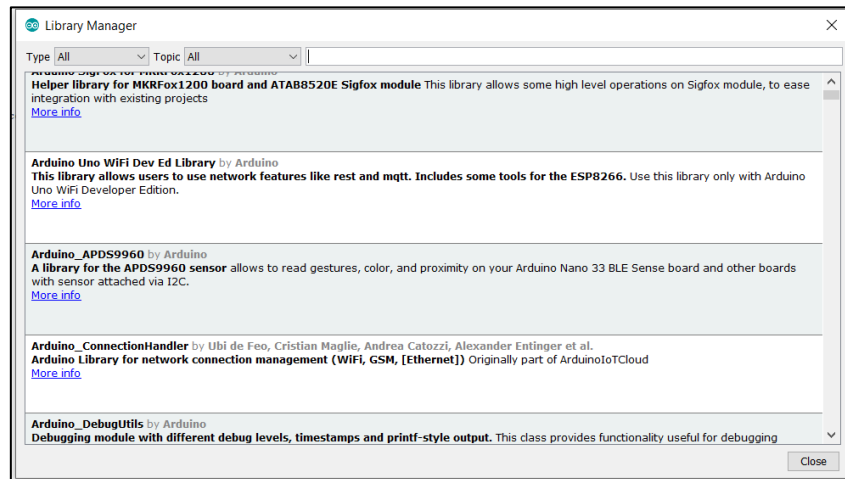 Library Manager
Type All Topic All
Arduino SigFox for MKRFox1200 by Arduino
Helper library for MKRFox1200 board and ATAB8520E Sigfox module This library allows some high level operations on Sigfox module, to ease
integration with existing projects
More info
Arduino Uno WiFi Dev Ed Library by Arduino
This library allows users to use network features like rest and mqtt. Includes some tools for the ESP8266. Use this library only with Arduino
Uno WiFi Developer Edition.
More info
Arduino_APDS9960 by Arduino
A library for the APDS9960 sensor allows to read gestures, color, and proximity on your Arduino Nano 33 BLE Sense board and other boards
with sensor attached via I2C.
More info
Arduino_ConnectionHandler by Ubi de Feo, Cristian Maglie, Andrea Catozzi, Alexander Entinger et al.
Arduino Library for network connection management (WiFi, GSM, [Ethernet]) Originally part of ArduinoIoTCloud
More info
Arduino_DebugUtils by Arduino
Debugging module with different debug levels, timestamps and printf-style output. This class provides functionality useful for debugging
Close